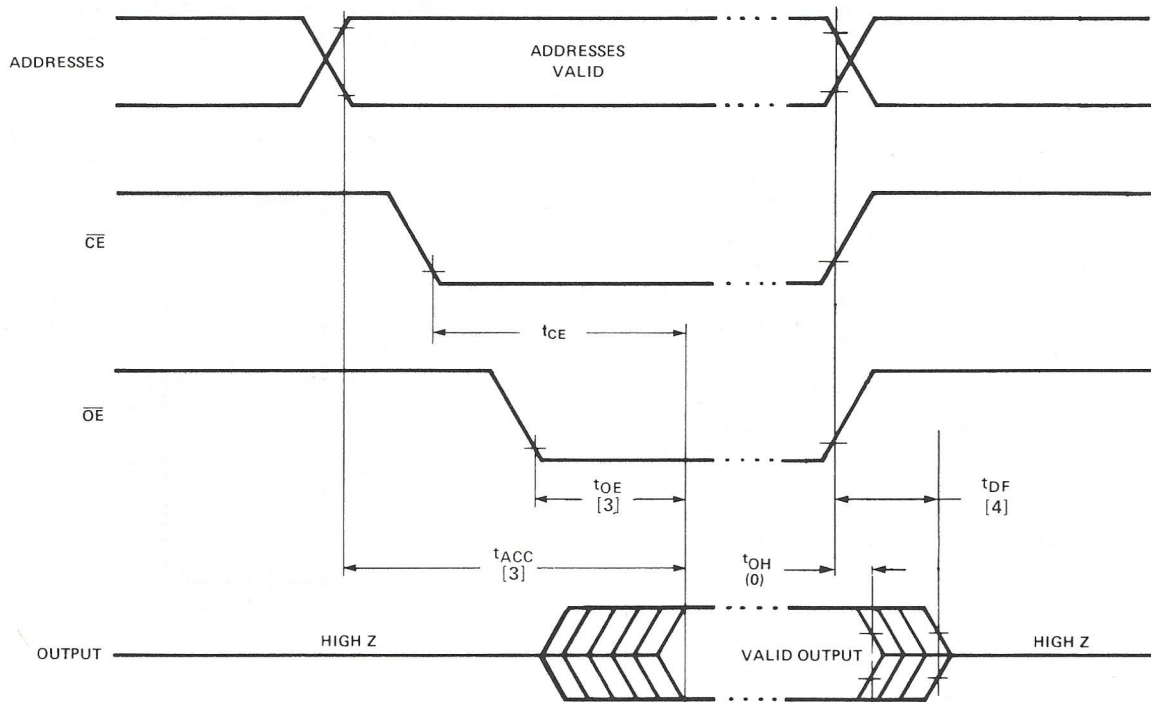 ADDRESSES
ADDRESSES
VALID
CE
tCE
OE
tOE
[3]
tDF
[4]
tACC
[3]
tOH
(0)
OUTPUT
HIGH Z
VALID OUTPUT
HIGH Z